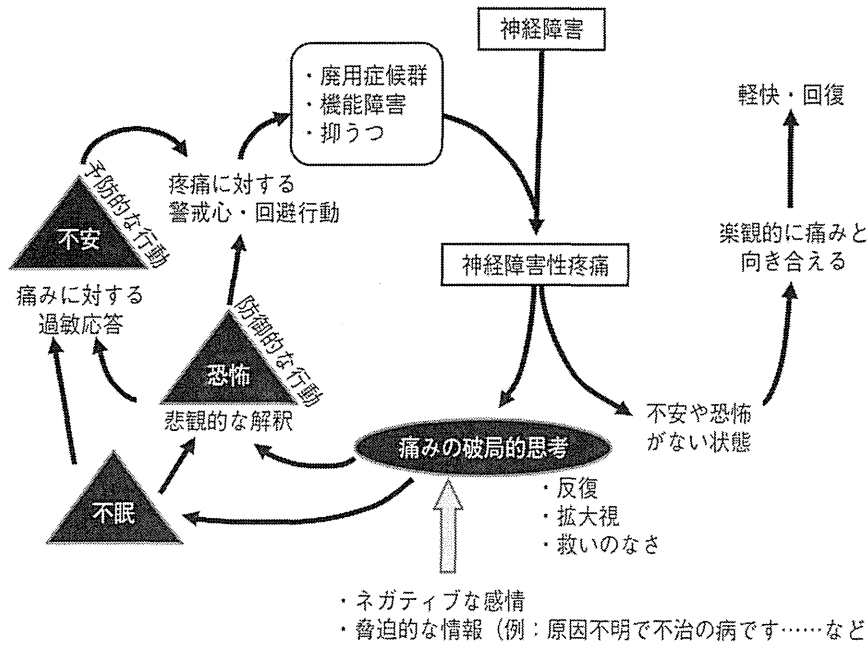 神経障害
・廃用症候群
・機能障害
・抑うつ
軽快・回復
予防的な行動
不安
疼痛に対する
警戒心・回避行動
楽観的に痛みと
向き合える
神経障害性疼痛
痛みに対する
過敏応答
防御的な行動
恐怖
悲観的な解釈
不安や恐怖
がない状態
痛みの破局的思考
・反復
・拡大視
・救いのなさ
不眠
・ネガティブな感情
・脅迫的な情報（例：原因不明で不治の病です……など